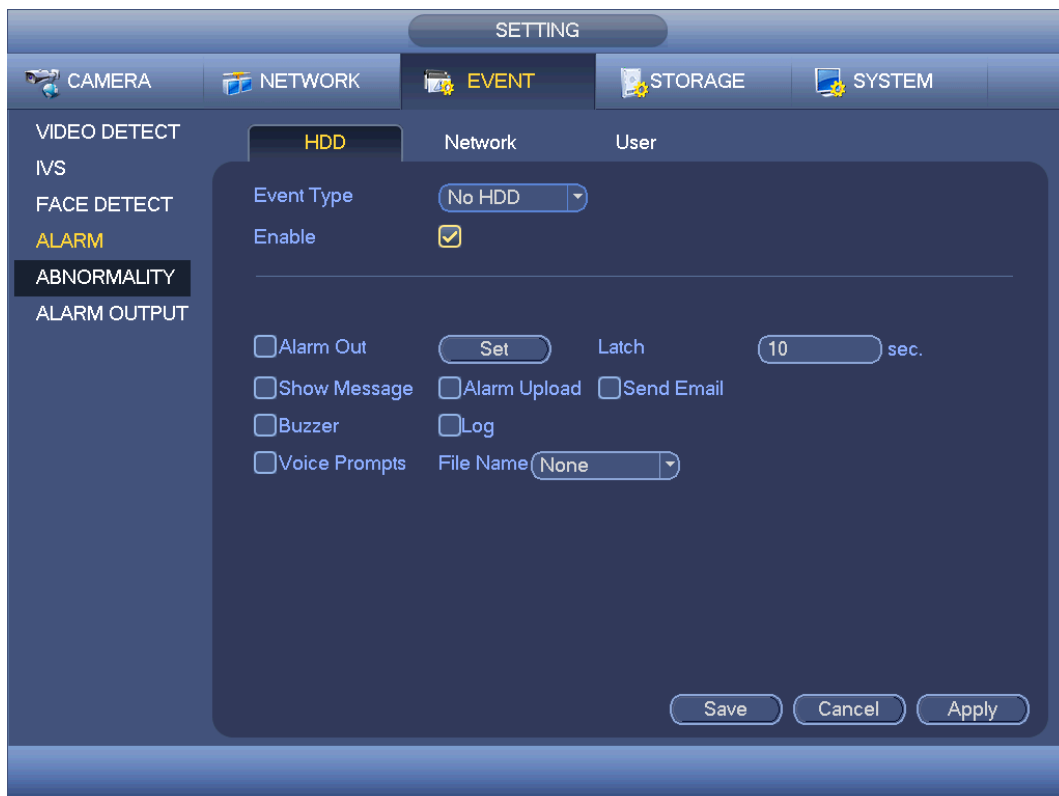 SETTING
CAMERA NETWORK EVENT STORAGE SYSTEM
VIDEO DETECT
IVS
FACE DETECT
ALARM
ABNORMALITY
ALARM OUTPUT
HDD Network User
Event Type No HDD
Enable
Alarm Out Set Latch 10 sec.
Show Message Alarm Upload Send Email
Buzzer Log
Voice Prompts File Name None
Save Cancel Apply